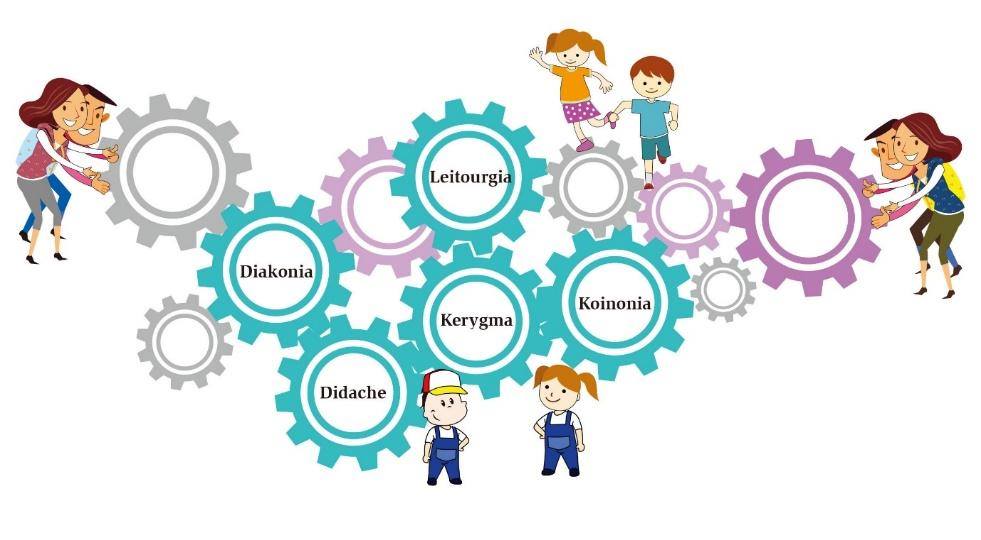 Leitourgia
Diakonia
Kerygma
Koinonia
Didache